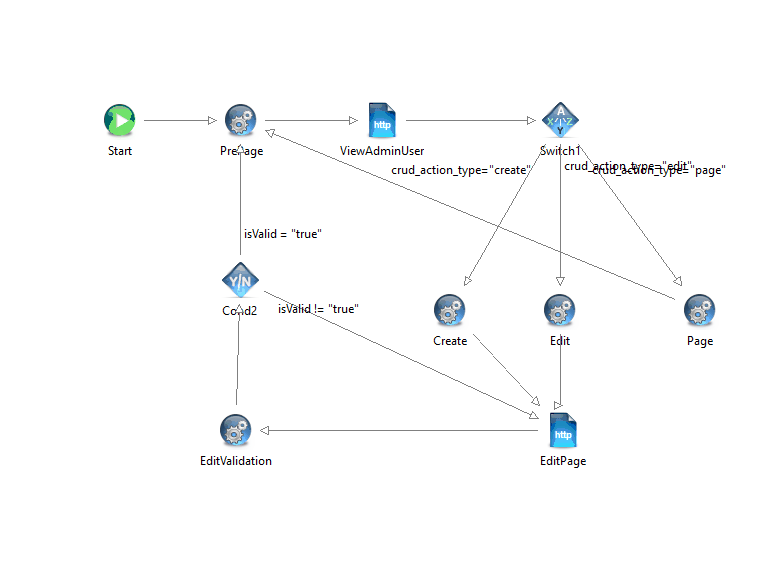 http
A
X Y Z
Y
Start
PrePage
ViewAdminUser
Switch1
crud_action_type="create"
crud_action_type="edit"
crud_action_type="page"
isValid = "true"
Y/N
Cond2
isValid != "true"
Create
Edit
Page
http
EditValidation
EditPage